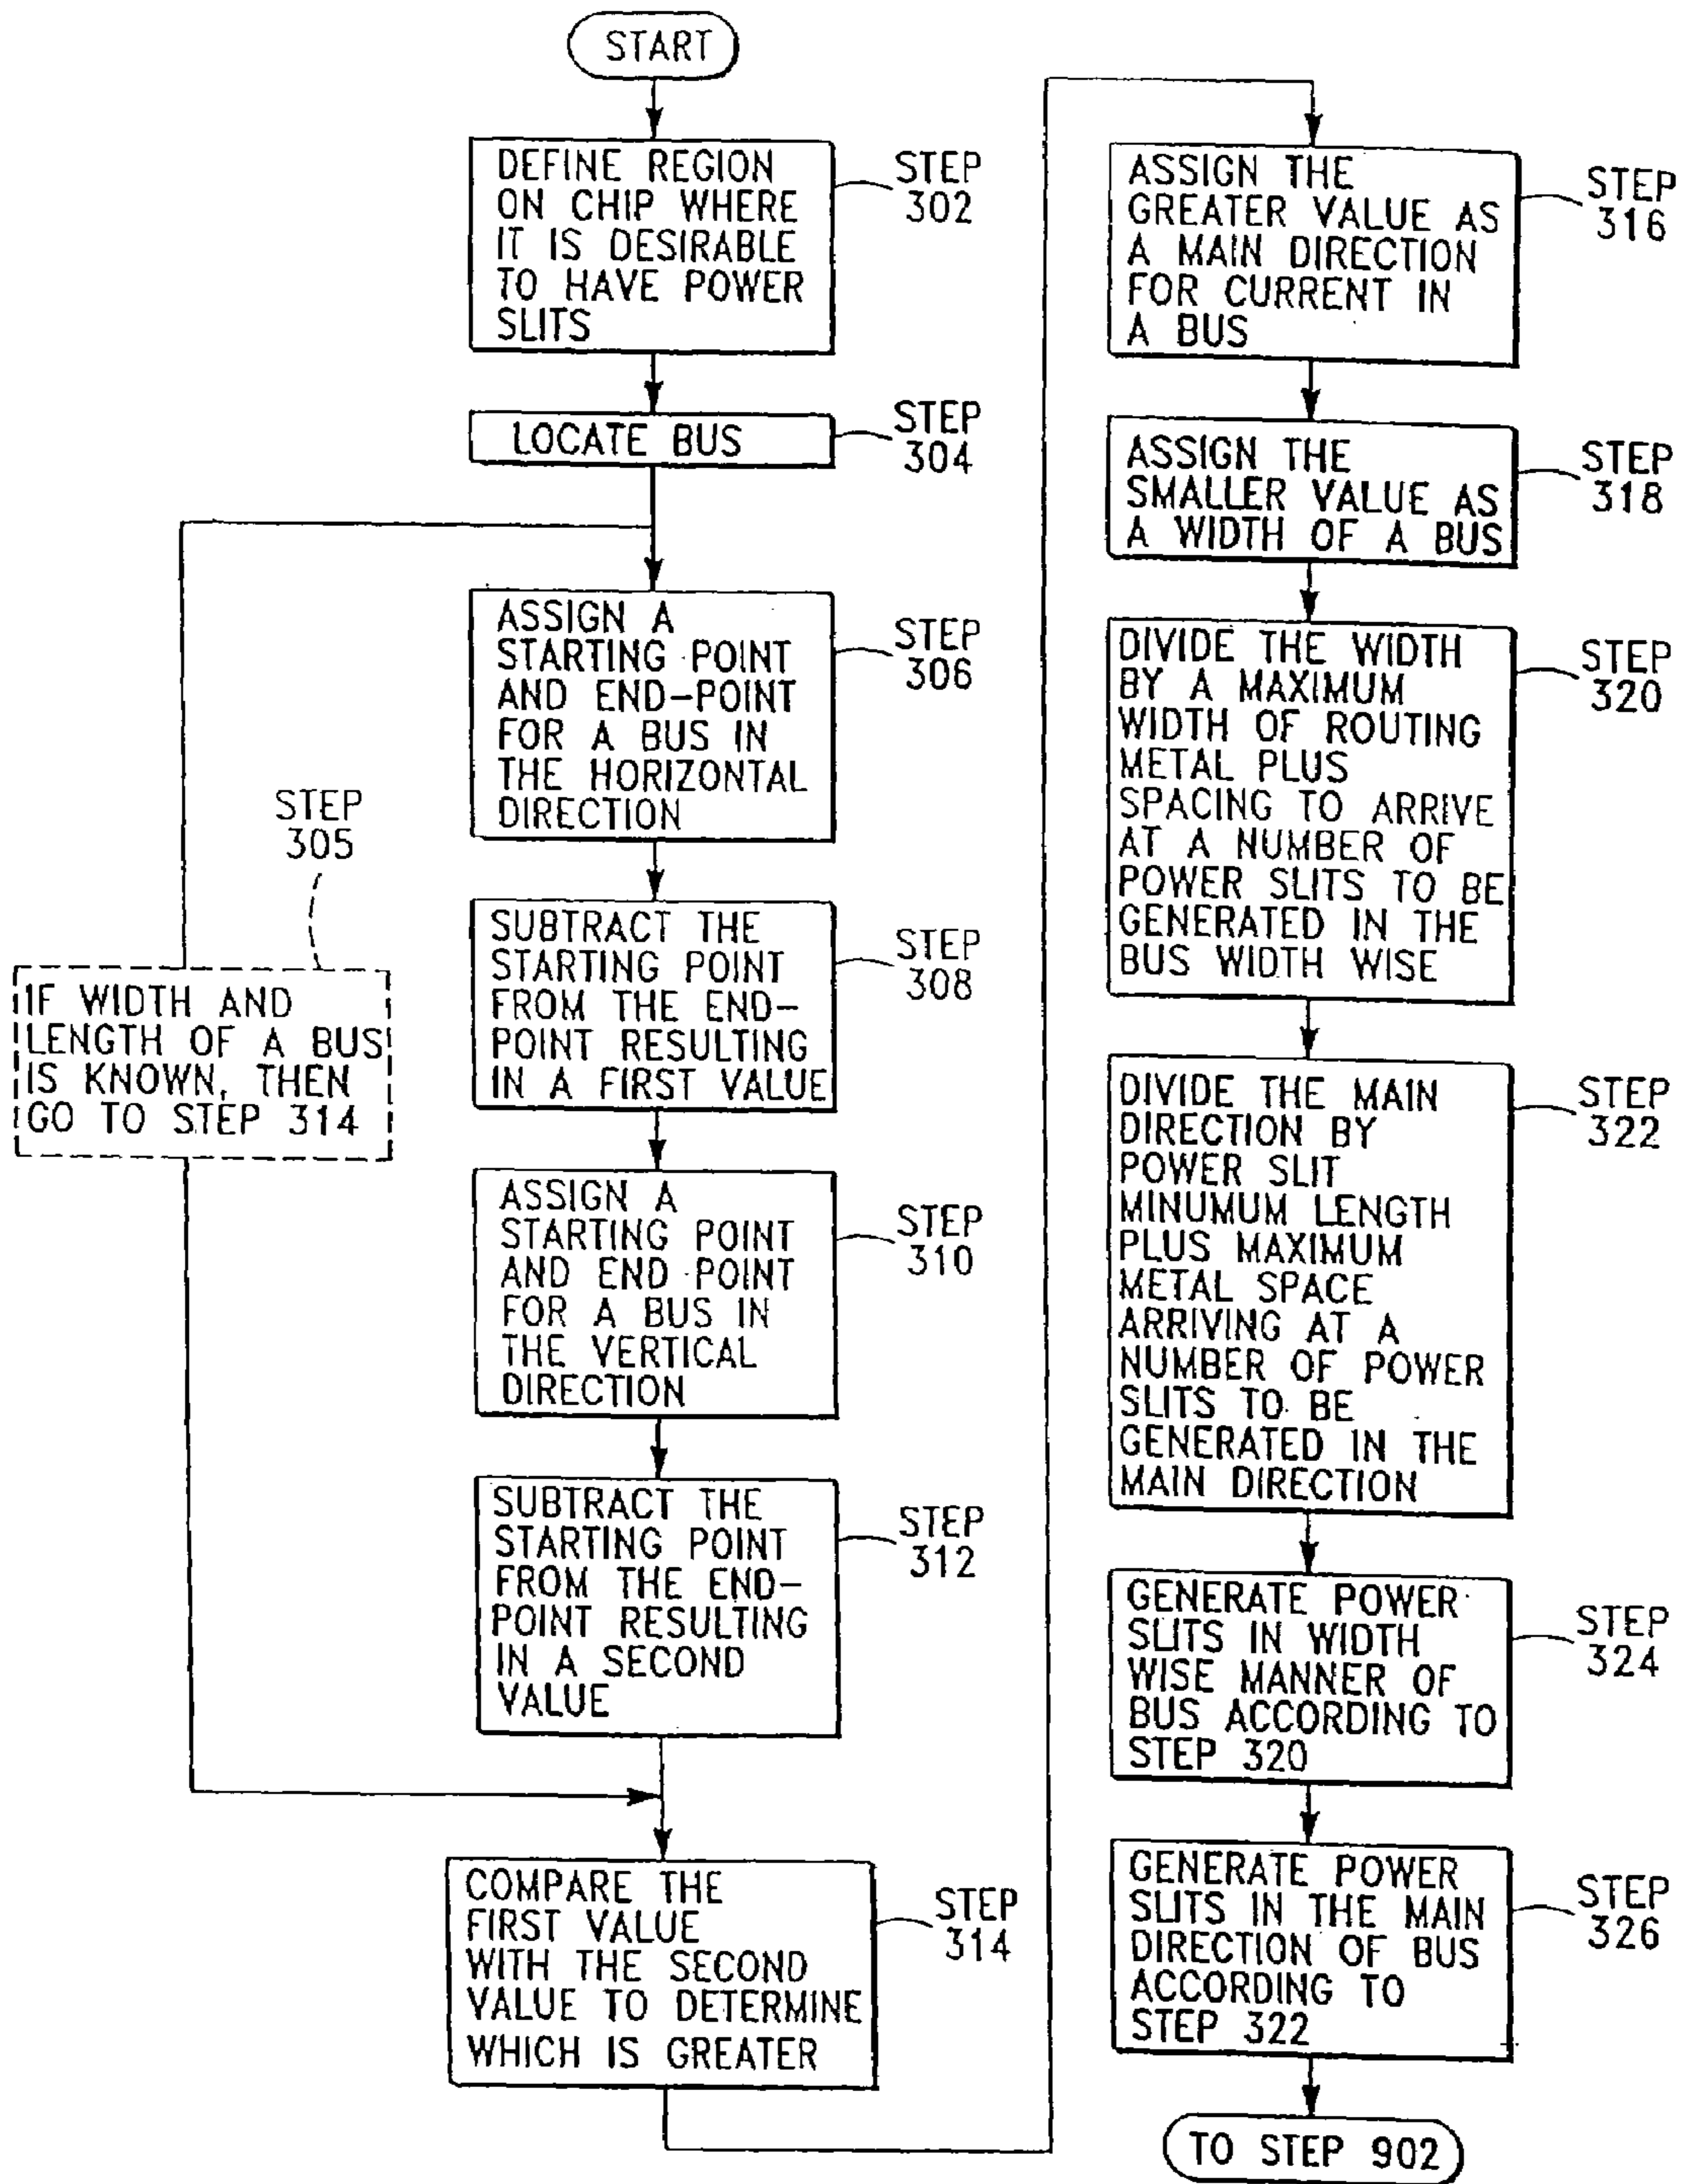 START
DEFINE REGION
ON CHIP WHERE
IT IS DESIRABLE
TO HAVE POWER
SLITS
STEP
302
LOCATE BUS
STEP
304
STEP
305
IF WIDTH AND
LENGTH OF A BUS
IS KNOWN, THEN
GO TO STEP 314
ASSIGN A
STARTING POINT
AND END-POINT
FOR A BUS IN
THE HORIZONTAL
DIRECTION
STEP
306
SUBTRACT THE
STARTING POINT
FROM THE END-
POINT RESULTING
IN A FIRST VALUE
STEP
308
ASSIGN A
STARTING POINT
AND END POINT
FOR A BUS IN
THE VERTICAL
DIRECTION
STEP
310
SUBTRACT THE
STARTING POINT
FROM THE END-
POINT RESULTING
IN A SECOND
VALUE
STEP
312
COMPARE THE
FIRST VALUE
WITH THE SECOND
VALUE TO DETERMINE
WHICH IS GREATER
STEP
314
ASSIGN THE
GREATER VALUE AS
A MAIN DIRECTION
FOR CURRENT IN
A BUS
STEP
316
ASSIGN THE
SMALLER VALUE AS
A WIDTH OF A BUS
STEP
318
DIVIDE THE WIDTH
BY A MAXIMUM
WIDTH OF ROUTING
METAL PLUS
SPACING TO ARRIVE
AT A NUMBER OF
POWER SLITS TO BE
GENERATED IN THE
BUS WIDTH WISE
STEP
320
DIVIDE THE MAIN
DIRECTION BY
POWER SLIT
MINUMUM LENGTH
PLUS MAXIMUM
METAL SPACE
ARRIVING AT A
NUMBER OF POWER
SLITS TO BE
GENERATED IN THE
MAIN DIRECTION
STEP
322
GENERATE POWER
SLITS IN WIDTH
WISE MANNER OF
BUS ACCORDING TO
STEP 320
STEP
324
GENERATE POWER
SLITS IN THE MAIN
DIRECTION OF BUS
ACCORDING TO
STEP 322
STEP
326
TO STEP 902